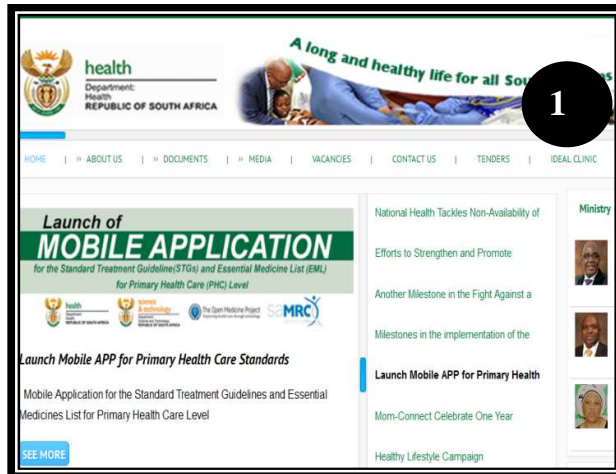 health
Department:
Health
REPUBLIC OF SOUTH AFRICA
A long and healthy life for all Sou
1
HOME | » ABOUT US | » DOCUMENTS | » MEDIA | VACANCIES | CONTACT US | TENDERS | IDEAL CLINIC
Launch of
MOBILE APPLICATION
for the Standard Treatment Guideline(STGs) and Essential Medicine List (EML)
for Primary Health Care (PHC) Level
health
science
& technology
The Open Medicine Project
SAMRC
Launch Mobile APP for Primary Health Care Standards
Mobile Application for the Standard Treatment Guidelines and Essential
Medicines List for Primary Health Care Level
SEE MORE
National Health Tackles Non-Availability of
Efforts to Strengthen and Promote
Another Milestone in the Fight Against a
Milestones in the implementation of the
Launch Mobile APP for Primary Health
Mom-Connect Celebrate One Year
Healthy Lifestyle Campaign
Ministry